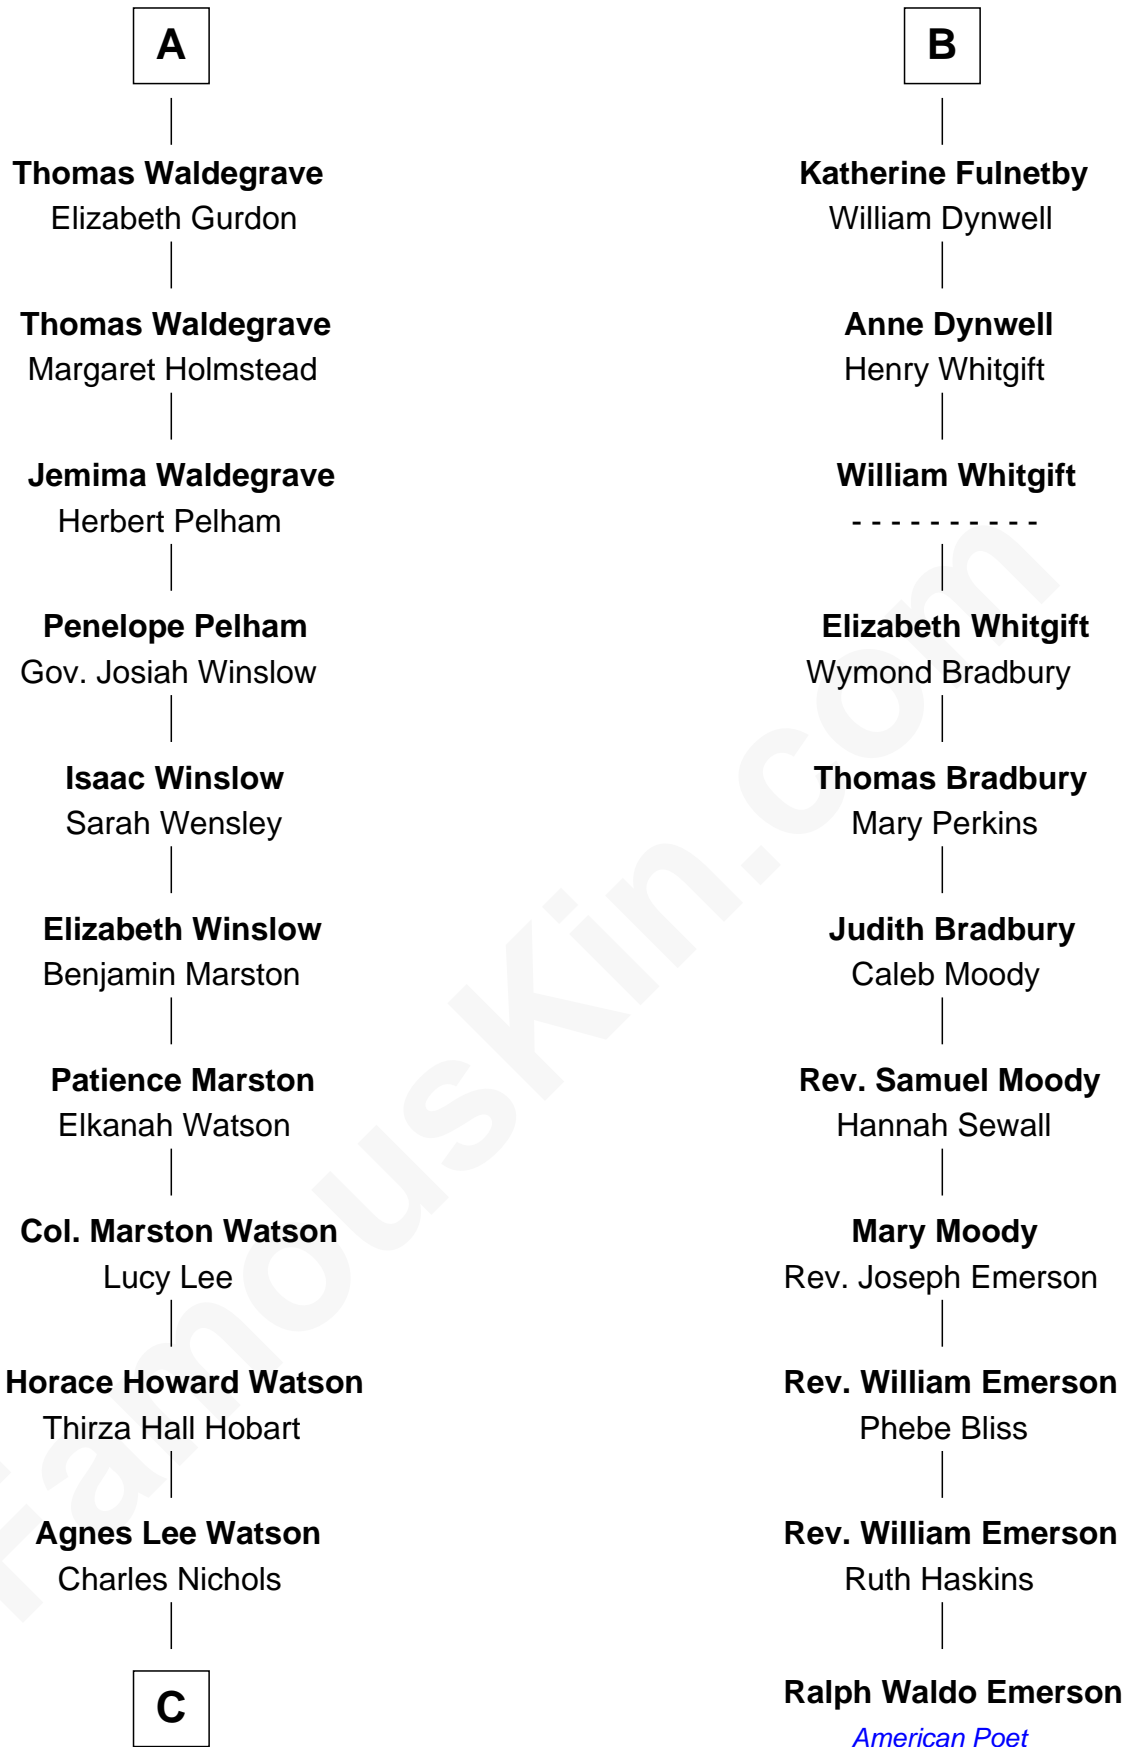 A
Thomas Waldegrave
Elizabeth Gurdon
Thomas Waldegrave
Margaret Holmstead
Jemima Waldegrave
Herbert Pelham
Penelope Pelham
Gov. Josiah Winslow
Isaac Winslow
Sarah Wensley
Elizabeth Winslow
Benjamin Marston
Patience Marston
Elkanah Watson
Col. Marston Watson
Lucy Lee
Horace Howard Watson
Thirza Hall Hobart
Agnes Lee Watson
Charles Nichols
C
B
Katherine Fulnetby
William Dynwell
Anne Dynwell
Henry Whitgift
William Whitgift
- - - - - - - - - -
Elizabeth Whitgift
Wymond Bradbury
Thomas Bradbury
Mary Perkins
Judith Bradbury
Caleb Moody
Rev. Samuel Moody
Hannah Sewall
Mary Moody
Rev. Joseph Emerson
Rev. William Emerson
Phebe Bliss
Rev. William Emerson
Ruth Haskins
Ralph Waldo Emerson
American Poet
FamousKin.com